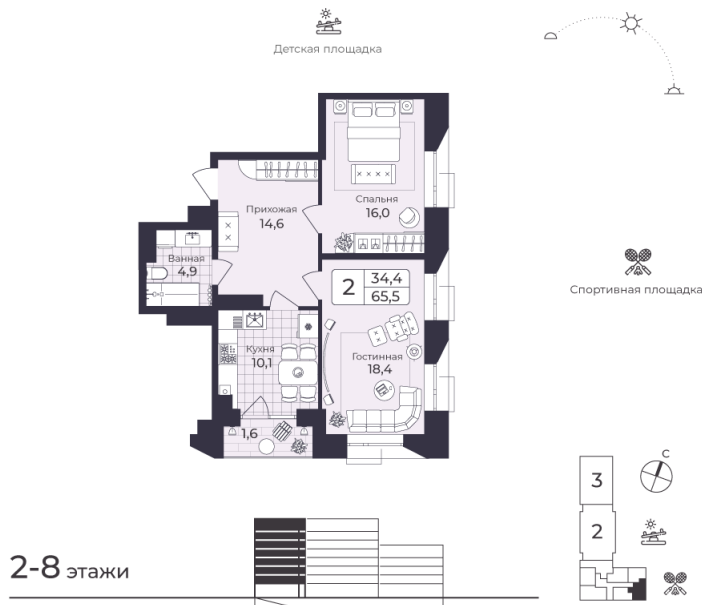 Детская площадка
Прихожая
14,6
Спальня
16,0
Ванная
4,9
2
34,4
65,5
Спортивная площадка
Кухня
10,1
Гостинная
18,4
1,6
С
3
2
2-8 этажи